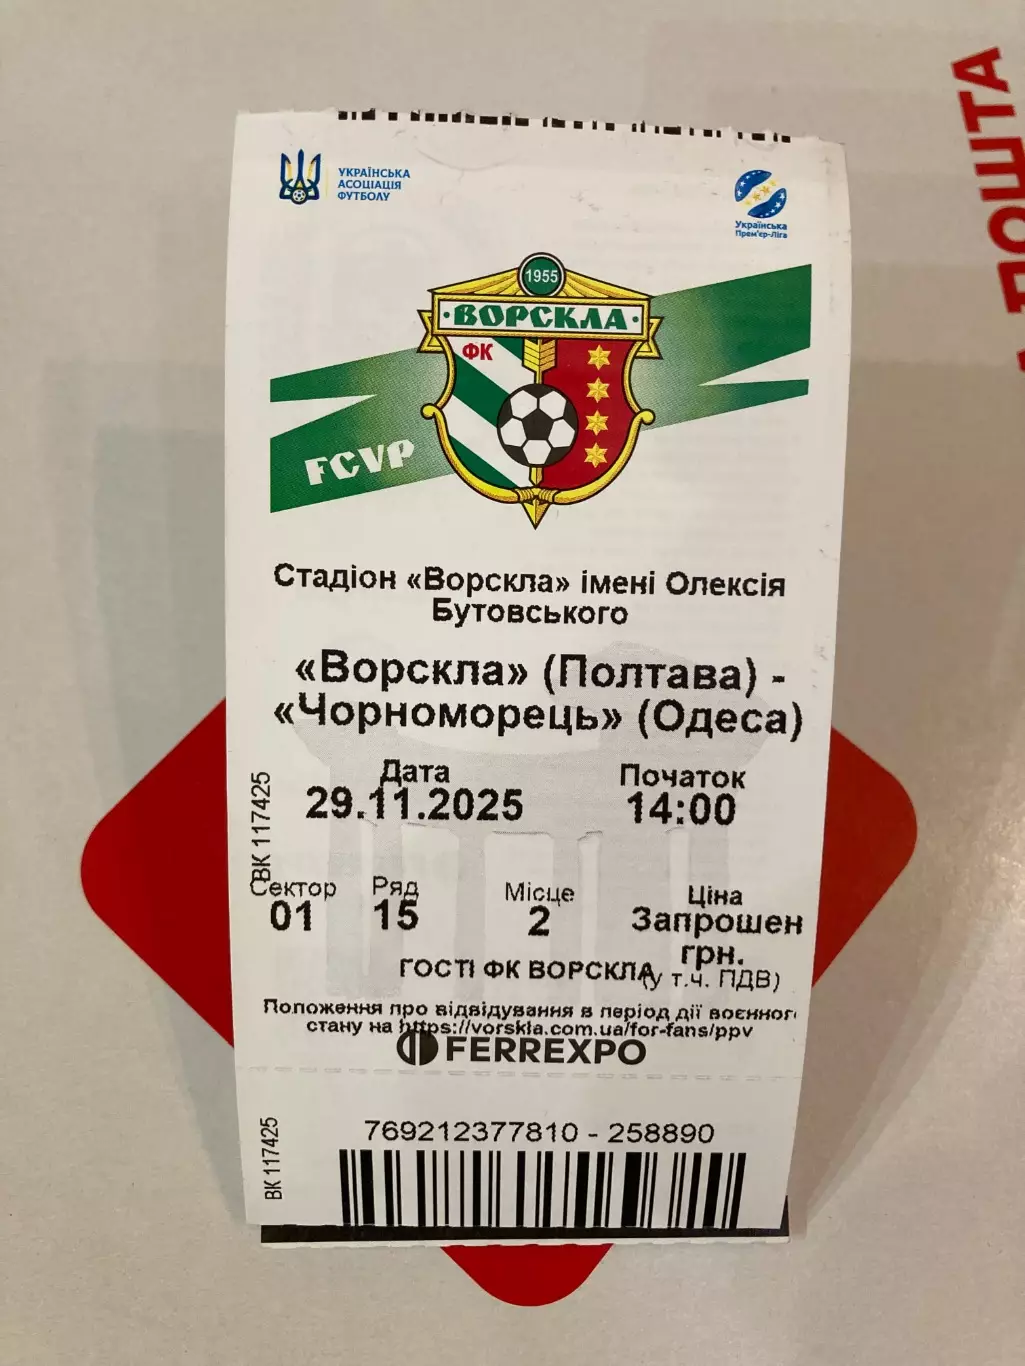 УКРАЇНСЬКА
АСОЦІАЦІЯ
ФУТБОЛУ
Українська
Прем'єр-Ліга
1955
·ВОРСКЛА·
ФК
FCVP
Стадіон «Ворскла» імені Олексія
Бутовського
«Ворскла» (Полтава) -
«Чорноморець» (Одеса)
Дата
Початок
29.11.2025
14:00
ВК 117425
Сектор Ряд Місце Ціна
01 15 2 Запрошен
грн.
ГОСТІ ФК ВОРСКЛА
(у т.ч. ПДВ)
Положення про відвідування в період дії воєнног
стану на https://vorskla.com.ua/for-fans/ppv
FERREXPO
769212377810 - 258890
ВК 117425
ПОШТА